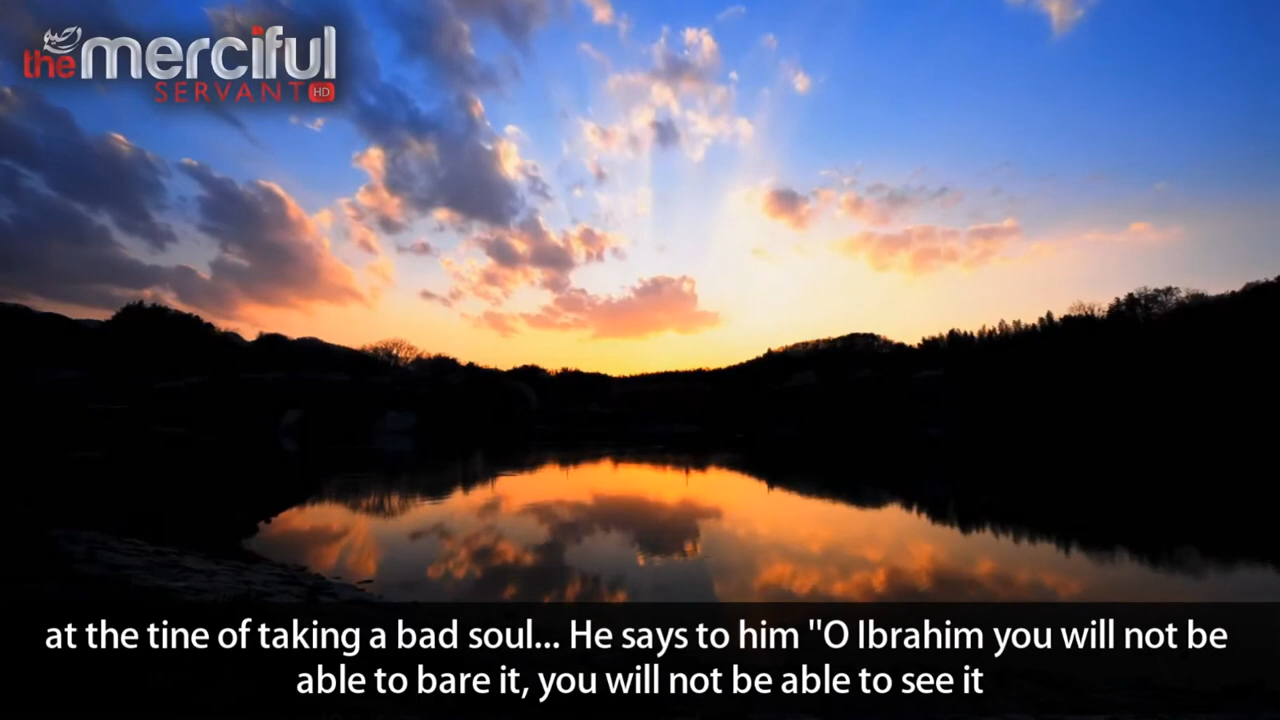 the merciful
SERVANT HD
at the tine of taking a bad soul... He says to him "O Ibrahim you will not be
able to bare it, you will not be able to see it